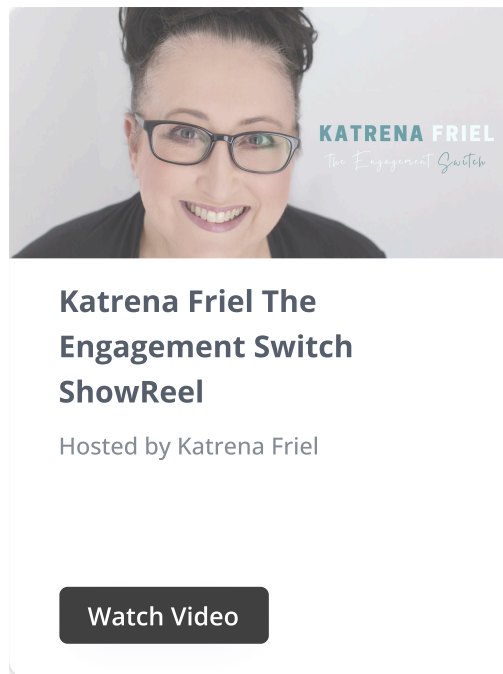 KATRENA FRIEL
the Engagement Switch
Katrena Friel The
Engagement Switch
ShowReel
Hosted by Katrena Friel
Watch Video